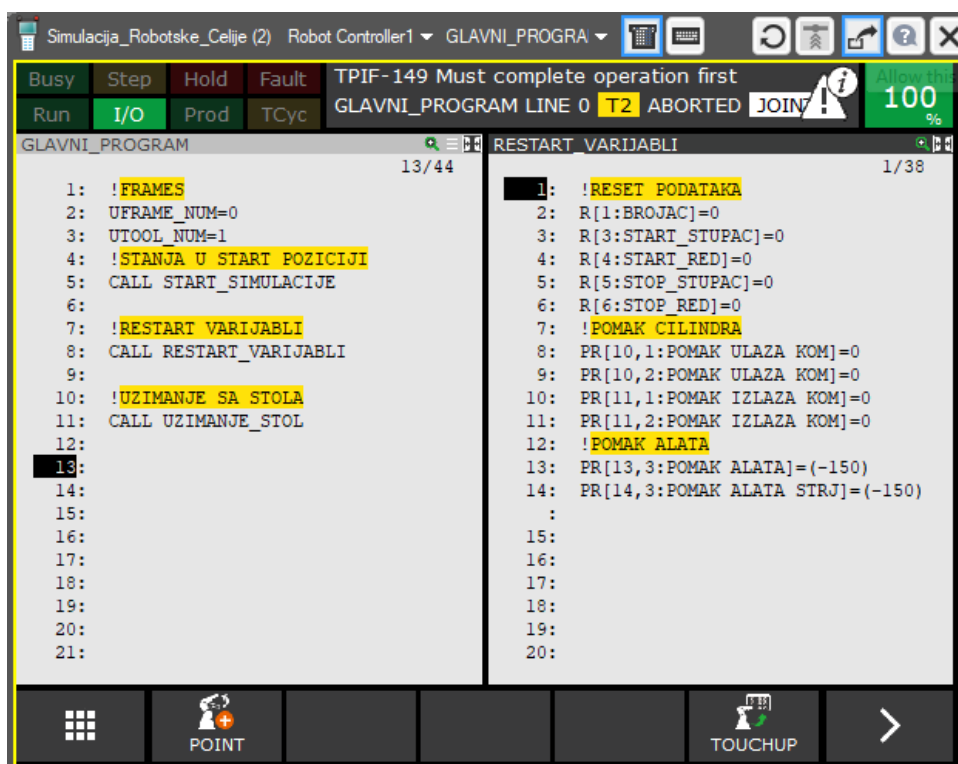 Simulacija_Robotske_Celije (2) Robot Controller1 GLAVNI_PROGRA
Busy Step Hold Fault
TPIF-149 Must complete operation first
Allow this
Run I/O Prod TCyc
GLAVNI_PROGRAM LINE 0 T2 ABORTED JOINT
100 %
GLAVNI_PROGRAM
13/44
1: !FRAMES
2: UFRAME_NUM=0
3: UTOOL_NUM=1
4: !STANJA U START POZICIJI
5: CALL START_SIMULACIJE
6:
7: !RESTART VARIJABLI
8: CALL RESTART_VARIJABLI
9:
10: !UZIMANJE SA STOLA
11: CALL UZIMANJE_STOL
12:
13:
14:
15:
16:
17:
18:
19:
20:
21:
RESTART_VARIJABLI
1/38
1: !RESET PODATAKA
2: R[1:BROJAC]=0
3: R[3:START_STUPAC]=0
4: R[4:START_RED]=0
5: R[5:STOP_STUPAC]=0
6: R[6:STOP_RED]=0
7: !POMAK CILINDRA
8: PR[10,1:POMAK ULAZA KOM]=0
9: PR[10,2:POMAK ULAZA KOM]=0
10: PR[11,1:POMAK IZLAZA KOM]=0
11: PR[11,2:POMAK IZLAZA KOM]=0
12: !POMAK ALATA
13: PR[13,3:POMAK ALATA]=(-150)
14: PR[14,3:POMAK ALATA STRJ]=(-150)
:
15:
16:
17:
18:
19:
20:
POINT
TOUCHUP